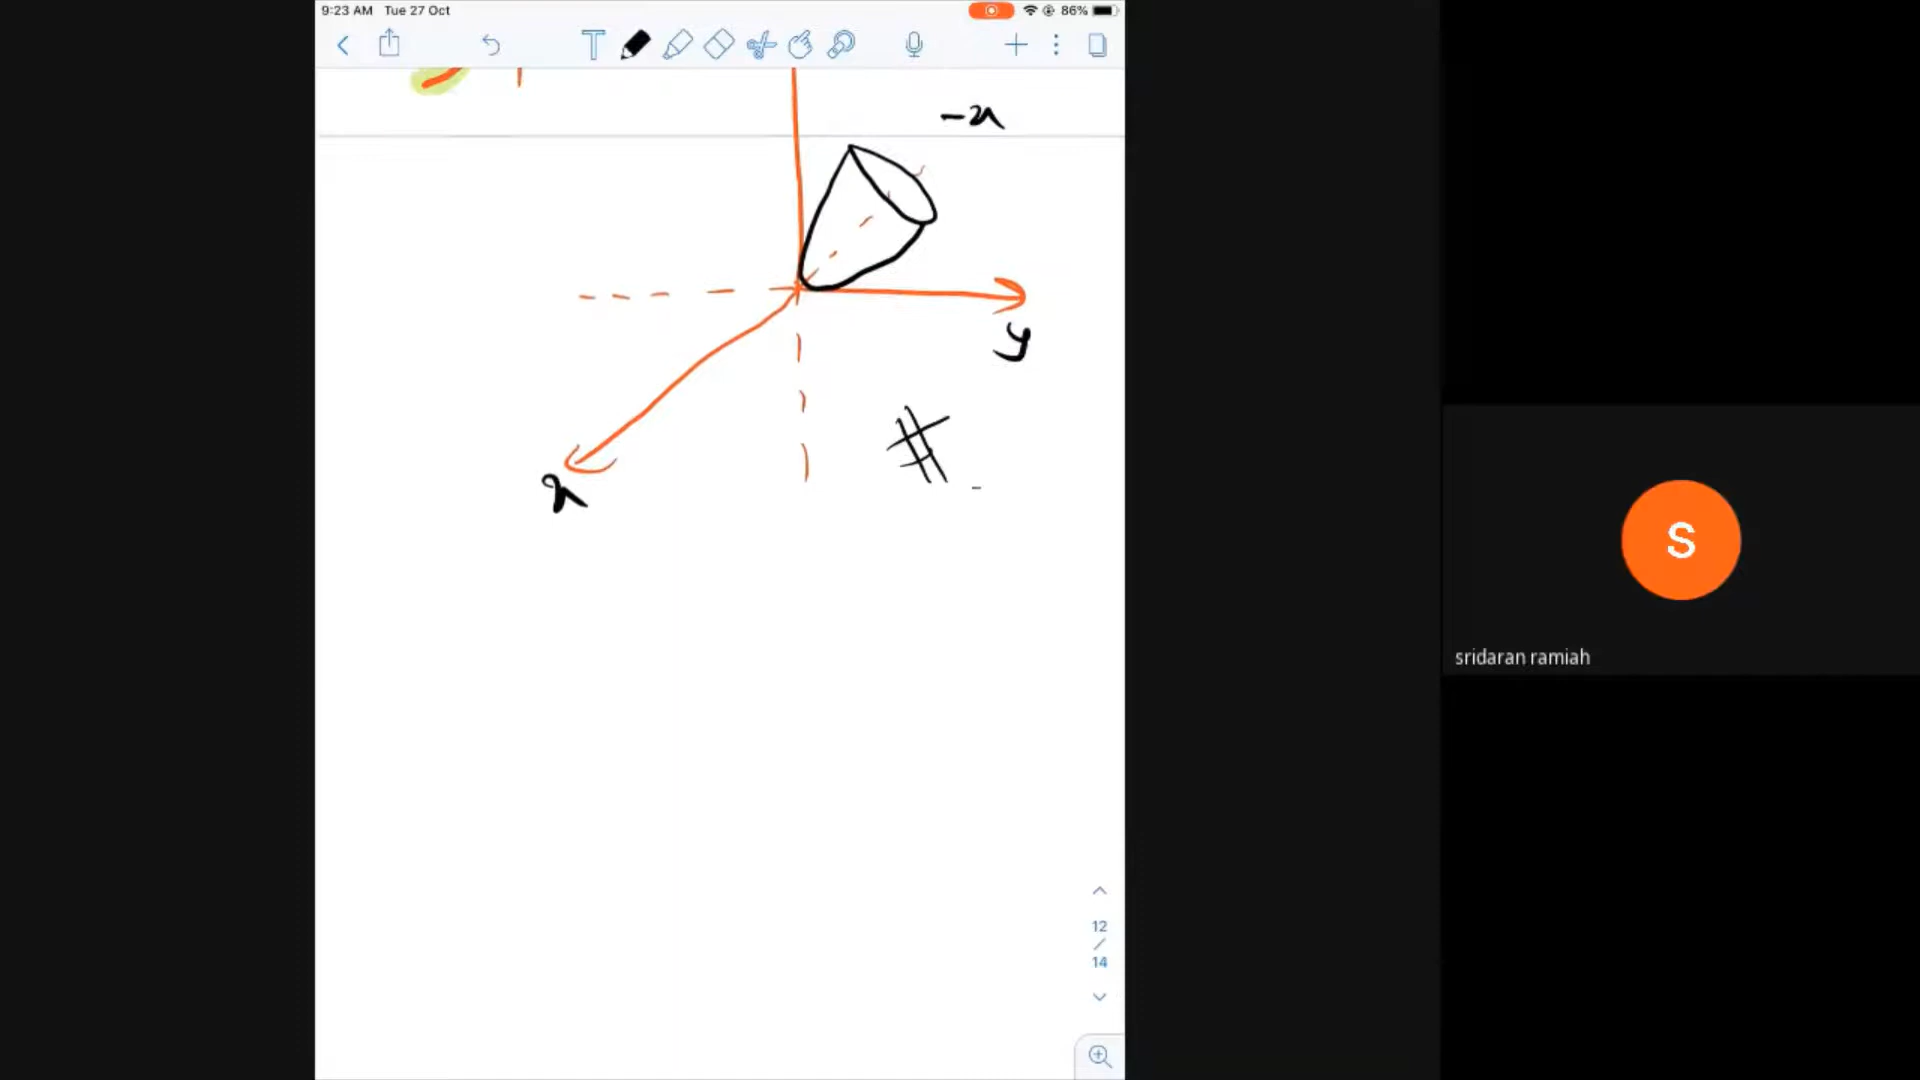 9:23 AM Tue 27 Oct 86%
T
-x
y
#
x
S
sridaran ramiah
12
/
14